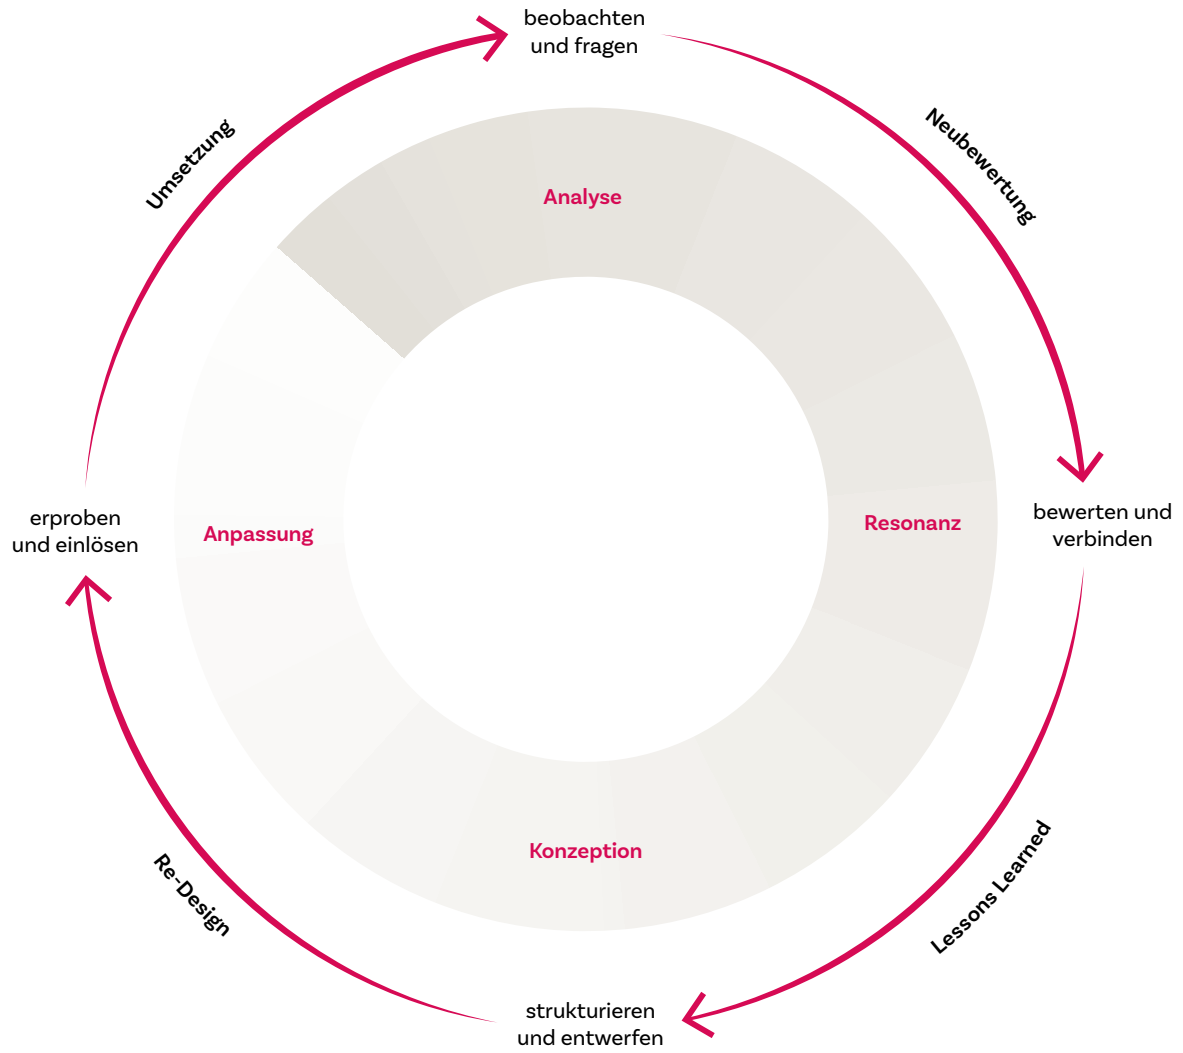 beobachten
und fragen
Umsetzung
Neubewertung
Analyse
erproben
und einlösen
Anpassung
Resonanz
bewerten und
verbinden
Konzeption
Re-Design
Lessons Learned
strukturieren
und entwerfen